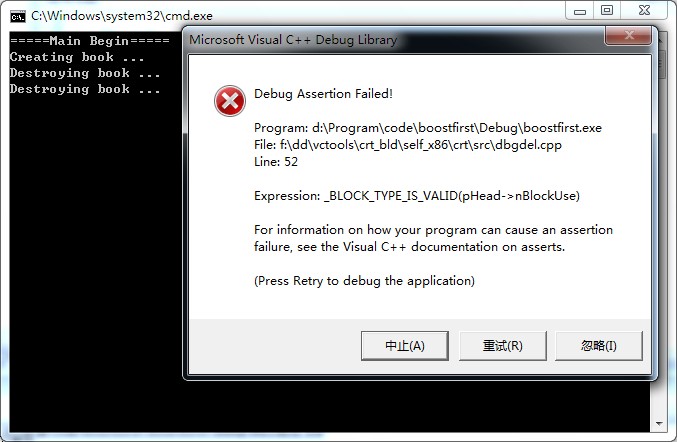 C:\Windows\system32\cmd.exe
=====Main Begin=====
Creating book ...
Destroying book ...
Destroying book ...
Microsoft Visual C++ Debug Library
Debug Assertion Failed!
Program: d:\Program\code\boostfirst\Debug\boostfirst.exe
File: f:\dd\vctools\crt_bld\self_x86\crt\src\dbgdel.cpp
Line: 52
Expression: _BLOCK_TYPE_IS_VALID(pHead->nBlockUse)
For information on how your program can cause an assertion
failure, see the Visual C++ documentation on asserts.
(Press Retry to debug the application)
中止(A)
重试(R)
忽略(I)